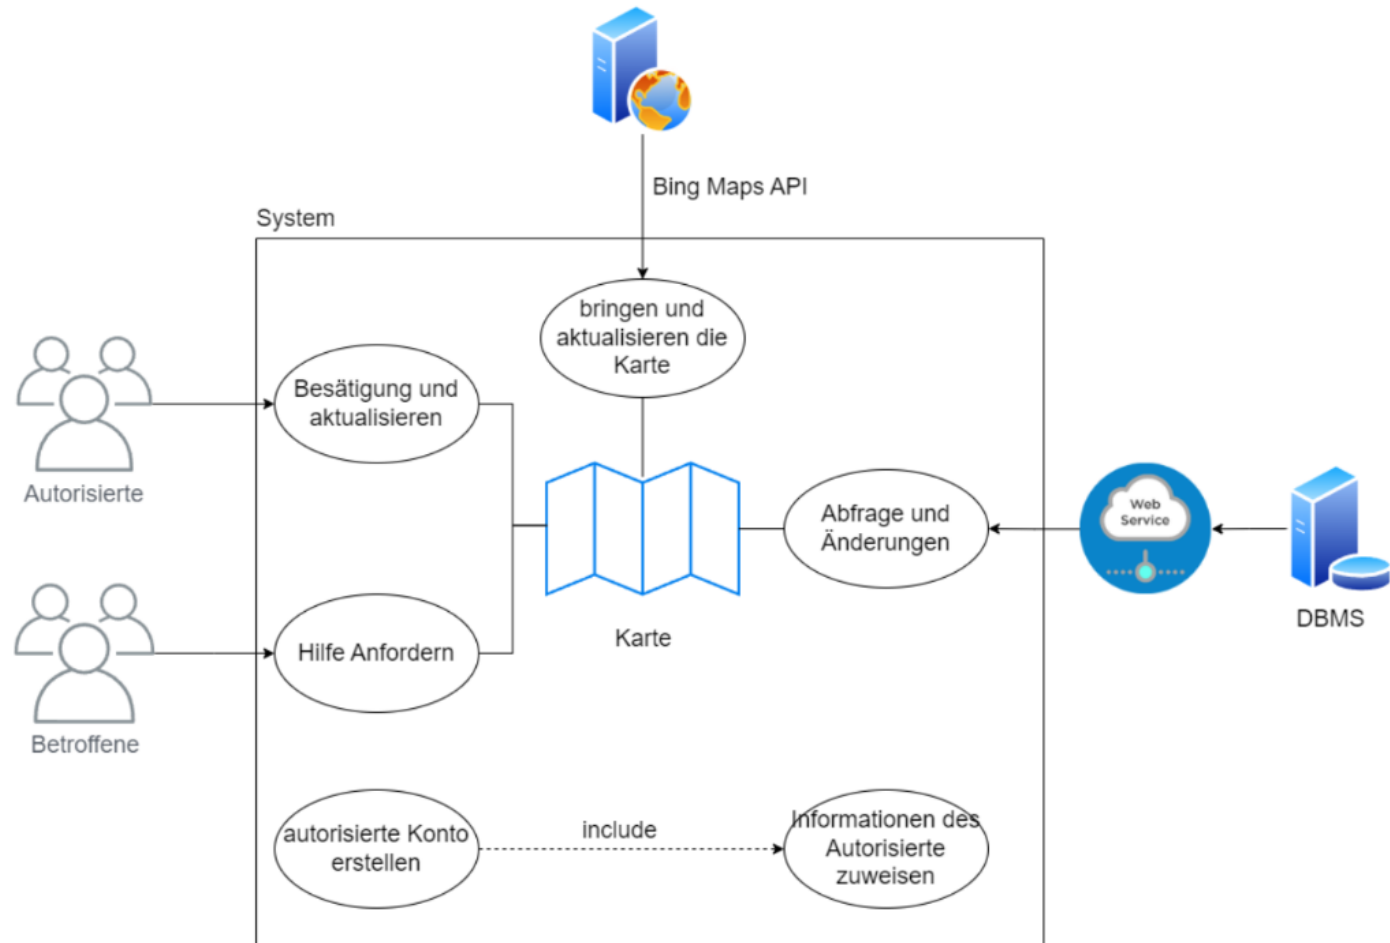 Bing Maps API
System
bringen und
aktualisieren die
Karte
Besätigung und
aktualisieren
Autorisierte
Abfrage und
Änderungen
Web
Service
DBMS
Karte
Hilfe Anfordern
Betroffene
autorisierte Konto
erstellen
include
Informationen des
Autorisierte
zuweisen